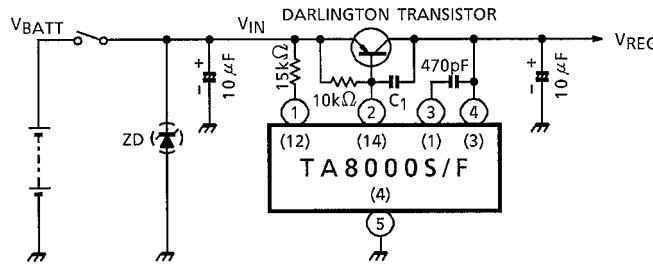 DARLINGTON TRANSISTOR
VBATT
VIN
VREG
+
-
10μF
15kΩ
10kΩ
C1
470pF
+
-
10μF
ZD
1
2
3
4
(12)
(14)
(1)
(3)
TA8000S/F
(4)
5